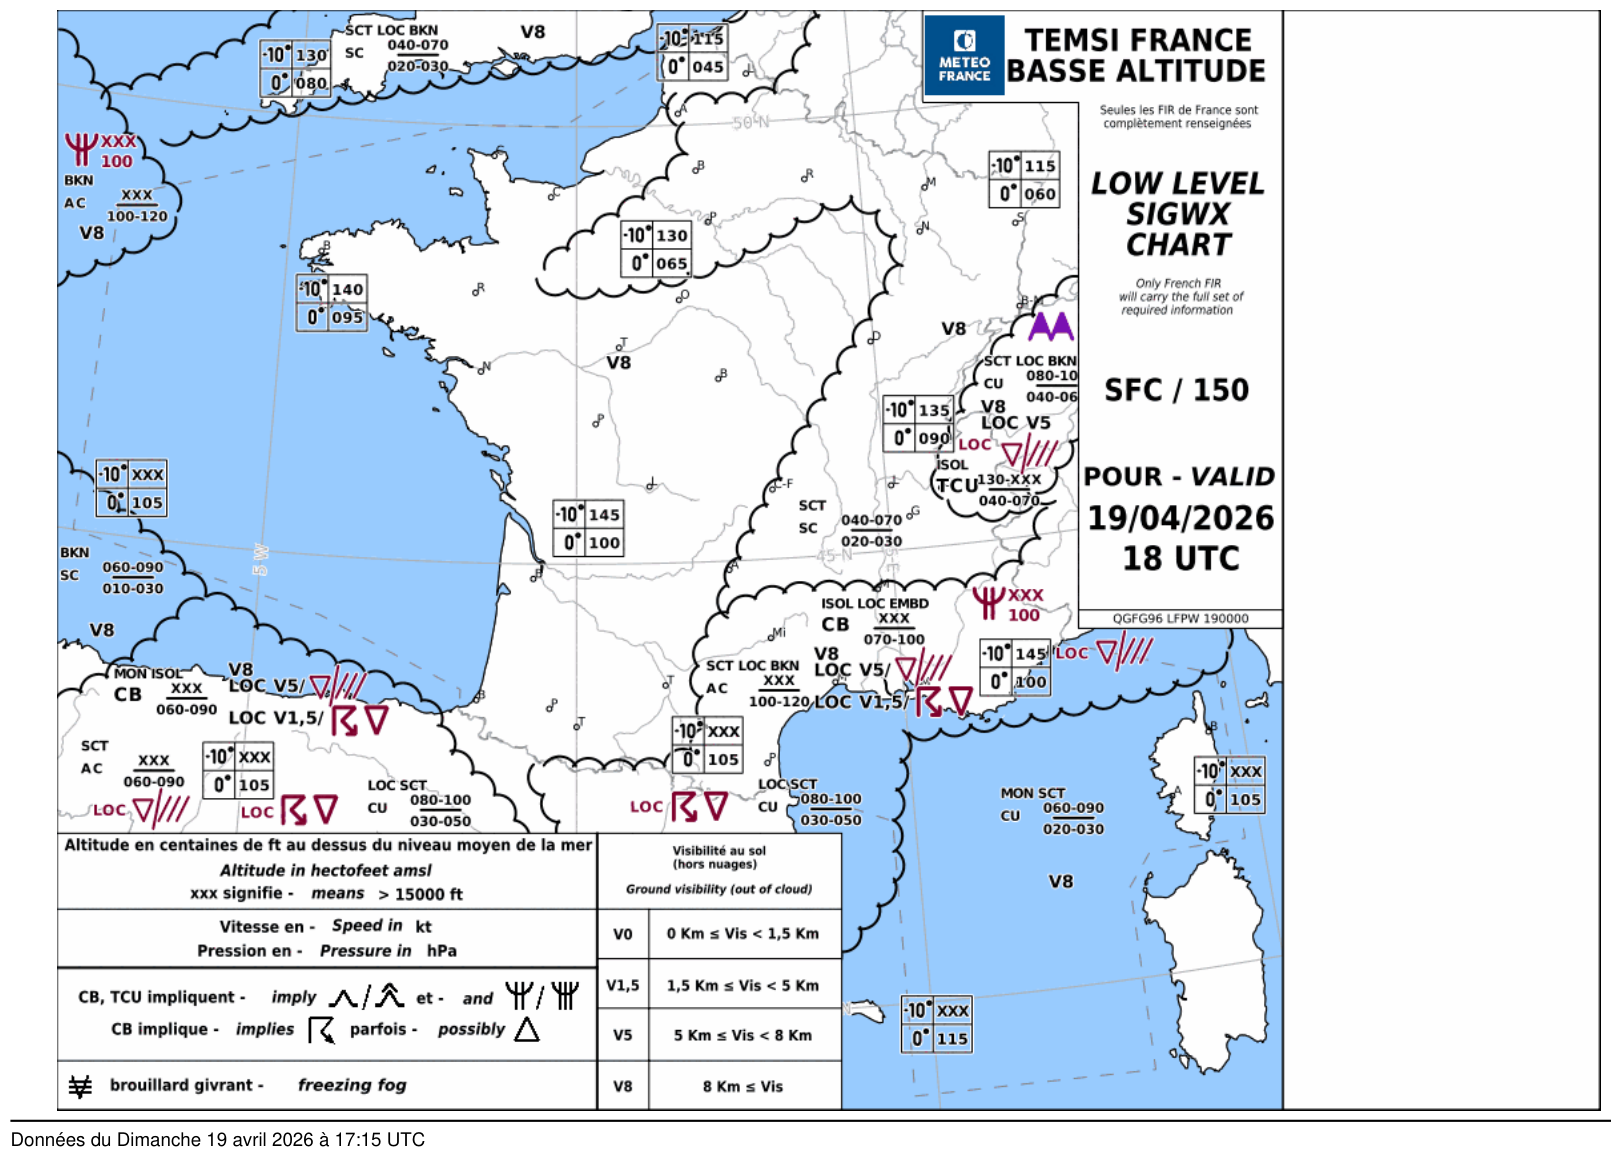 SCT LOC BKN
SC 040-070
020-030
V8
-10° 130
0° 080
-10° 115
0° 045
METEO
FRANCE
TEMSI FRANCE
BASSE ALTITUDE
Seules les FIR de France sont
complètement renseignées
LOW LEVEL
SIGWX
CHART
Only French FIR
will carry the full set of
required information
SFC / 150
POUR - VALID
19/04/2026
18 UTC
QGFG96 LFPW 190000
XXX
100
BKN
AC XXX
100-120
V8
50°N
-10° 115
0° 060
-10° 130
0° 065
-10° 140
0° 095
A
B
R
M
C
C
P
N
S
B
R
O
B-M
D
T
N
B
P
L
C-F
L
G
V8
V8
SCT LOC BKN
CU 080-10
040-06
V8
LOC V5
LOC
ISOL
TCU 130-XXX
040-070
-10° 135
0° 090
-10° XXX
0° 105
-10° 145
0° 100
SCT
SC 040-070
020-030
45°N
5°W
BKN
SC 060-090
010-030
V8
ISOL LOC EMBD
CB XXX
070-100
XXX
100
Mi
V8
LOC V5/
LOC V1,5/
SCT LOC BKN
AC XXX
100-120
-10° 145
0° 100
LOC
MON ISOL
CB XXX
060-090
V8
LOC V5/
LOC V1,5/
B
P
T
T
P
B
A
SCT
AC XXX
060-090
-10° XXX
0° 105
LOC
LOC
LOC SCT
CU 080-100
030-050
-10° XXX
0° 105
LOC
LOC SCT
CU 080-100
030-050
MON SCT
CU 060-090
020-030
V8
-10° XXX
0° 105
-10° XXX
0° 115
Altitude en centaines de ft au dessus du niveau moyen de la mer
Altitude in hectofeet amsl
xxx signifie - means > 15000 ft
Vitesse en - Speed in kt
Pression en - Pressure in hPa
CB, TCU impliquent - imply / et - and /
CB implique - implies parfois - possibly
brouillard givrant - freezing fog
Visibilité au sol
(hors nuages)
Ground visibility (out of cloud)
V0 0 Km ≤ Vis < 1,5 Km
V1,5 1,5 Km ≤ Vis < 5 Km
V5 5 Km ≤ Vis < 8 Km
V8 8 Km ≤ Vis
Données du Dimanche 19 avril 2026 à 17:15 UTC